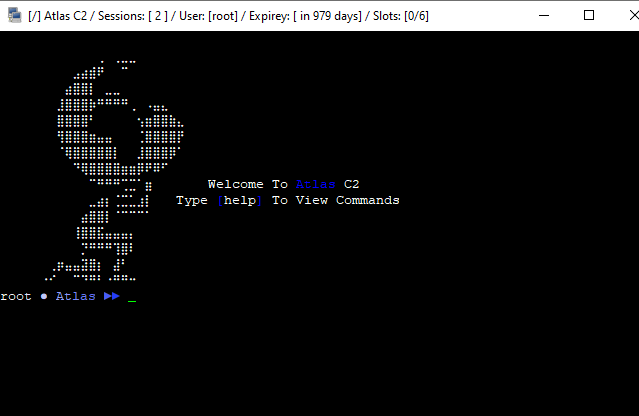 [/] Atlas C2 / Sessions: [ 2 ] / User: [root] / Expirey: [ in 979 days] / Slots: [0/6]
Welcome To Atlas C2
Type [help] To View Commands
root ● Atlas ►► _